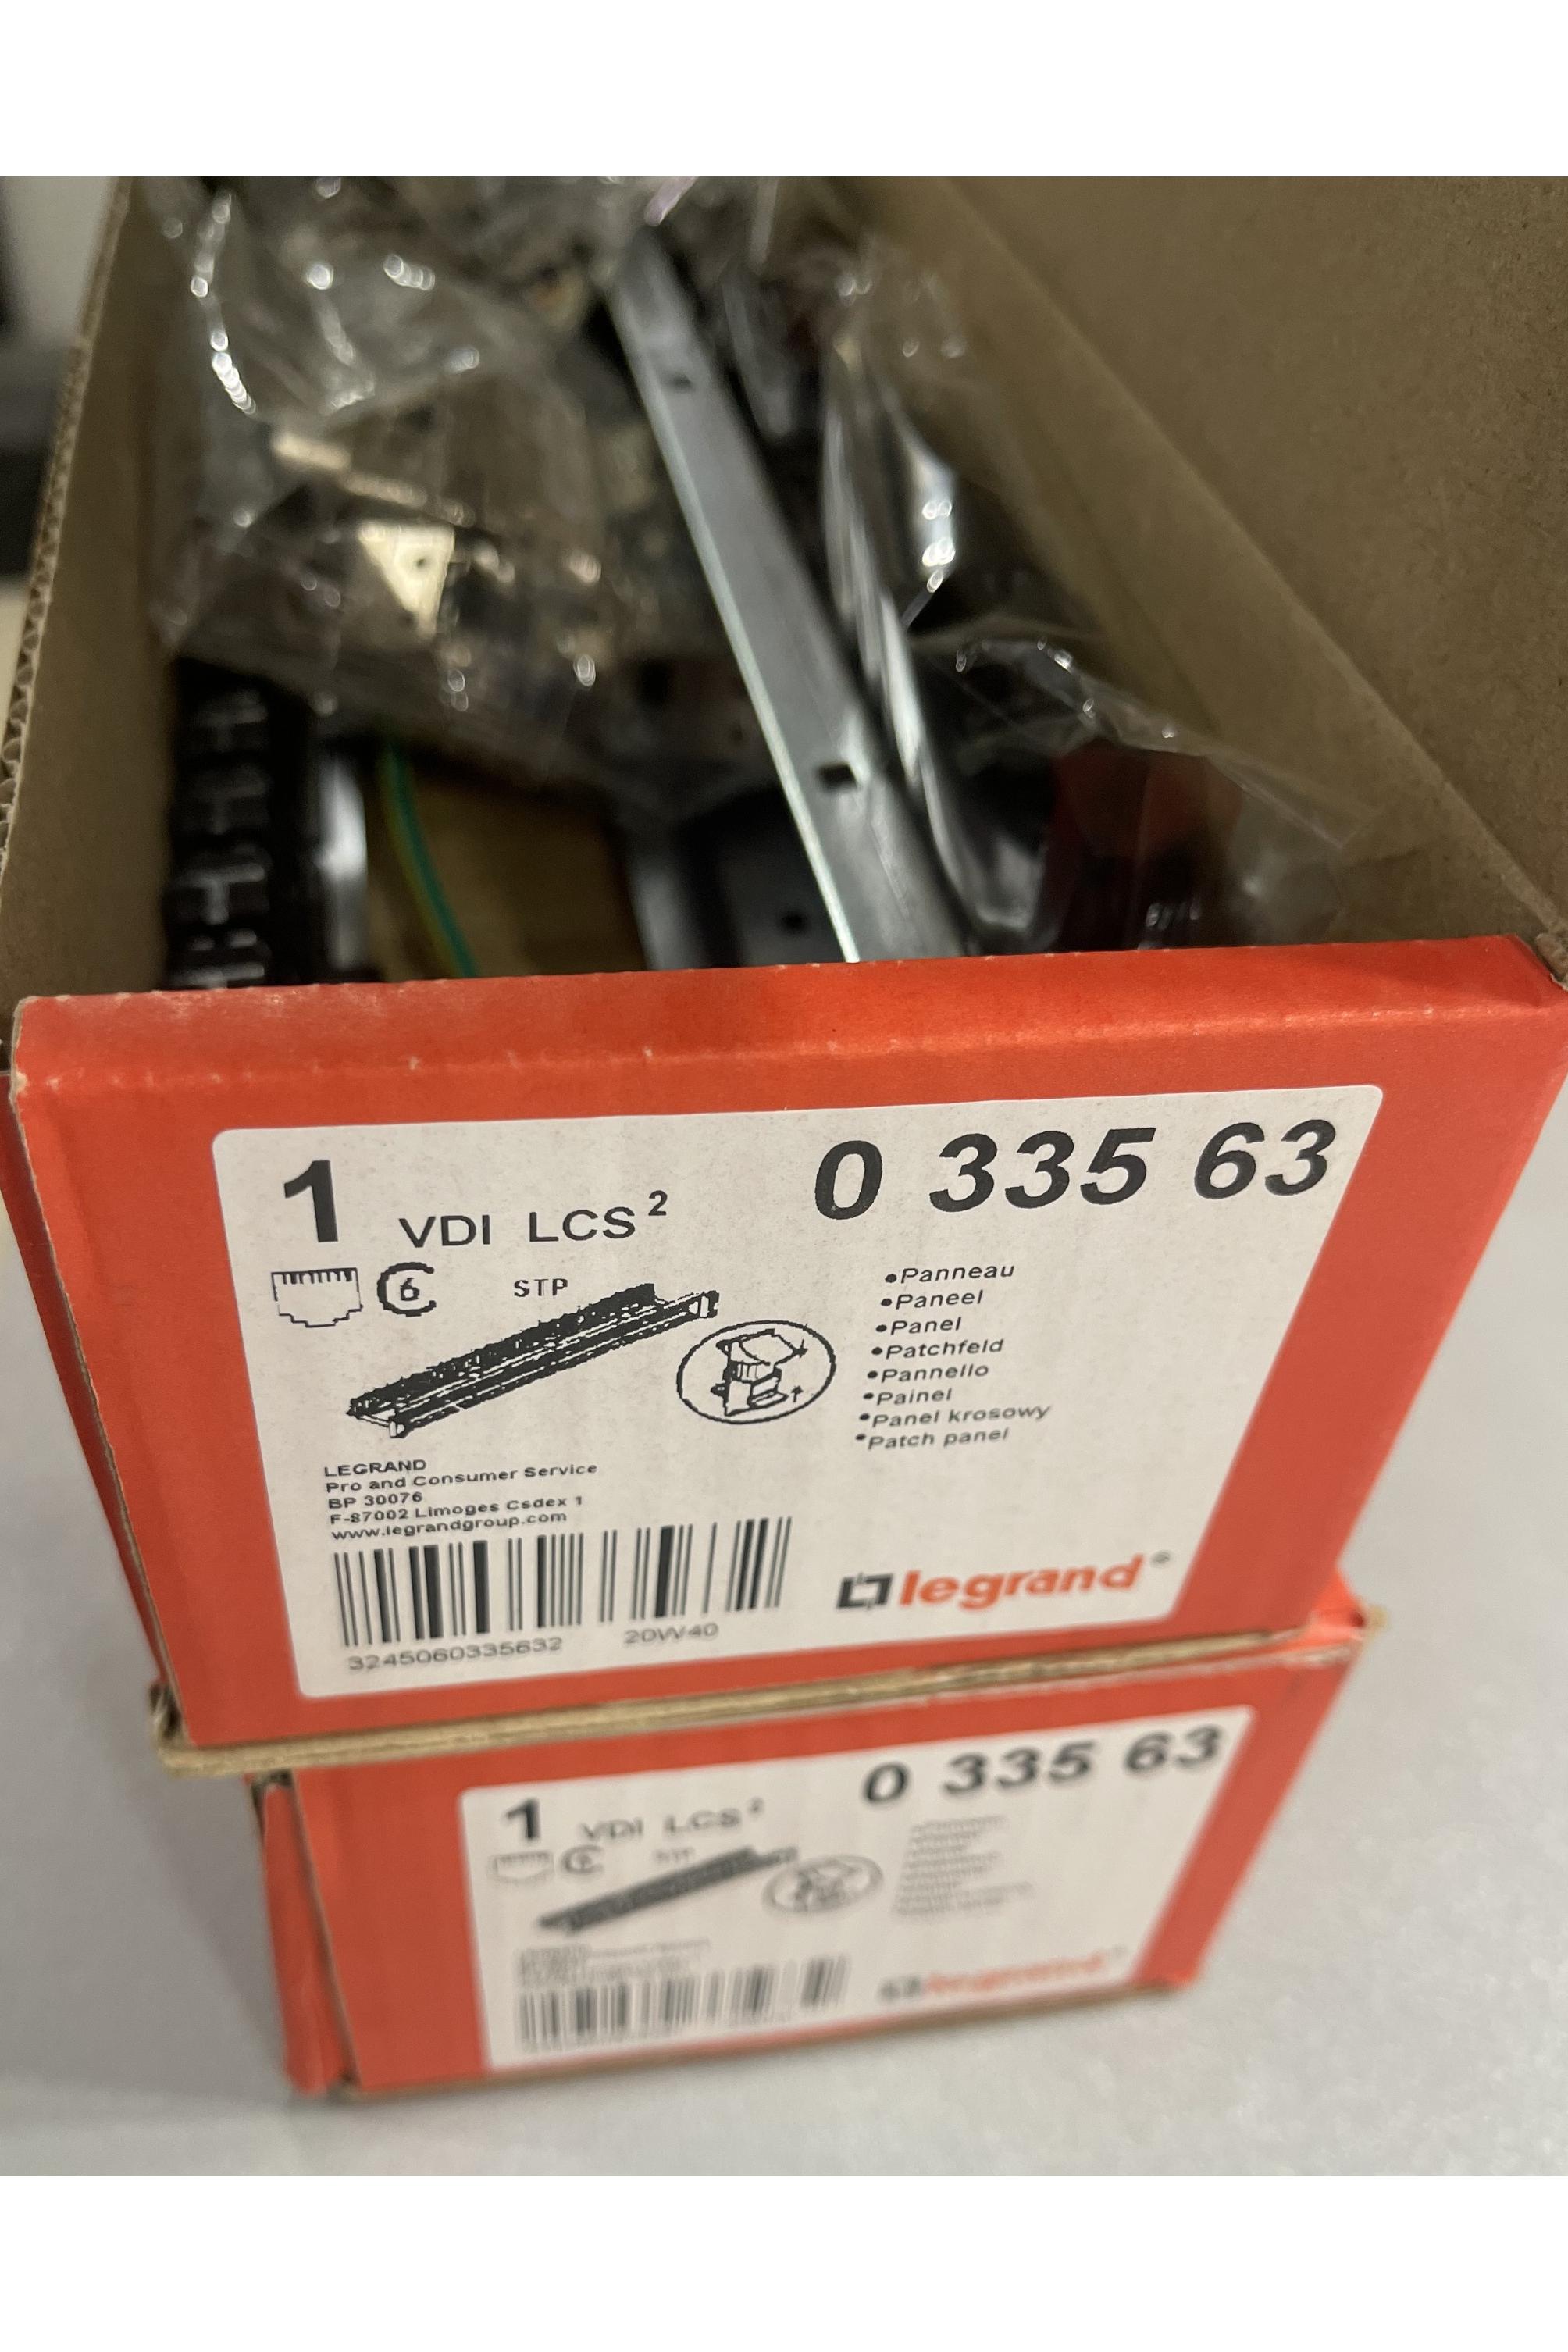 1 VDI LCS² 0 335 63
6 STP
•Panneau
•Paneel
•Panel
•Patchfeld
•Pannello
•Painel
•Panel krosowy
•Patch panel
LEGRAND
Pro and Consumer Service
BP 30076
F-87002 Limoges Csdex 1
www.legrandgroup.com
3245060335632 20W40
legrand®
1 VDI LCS² 0 335 63
STP
legrand